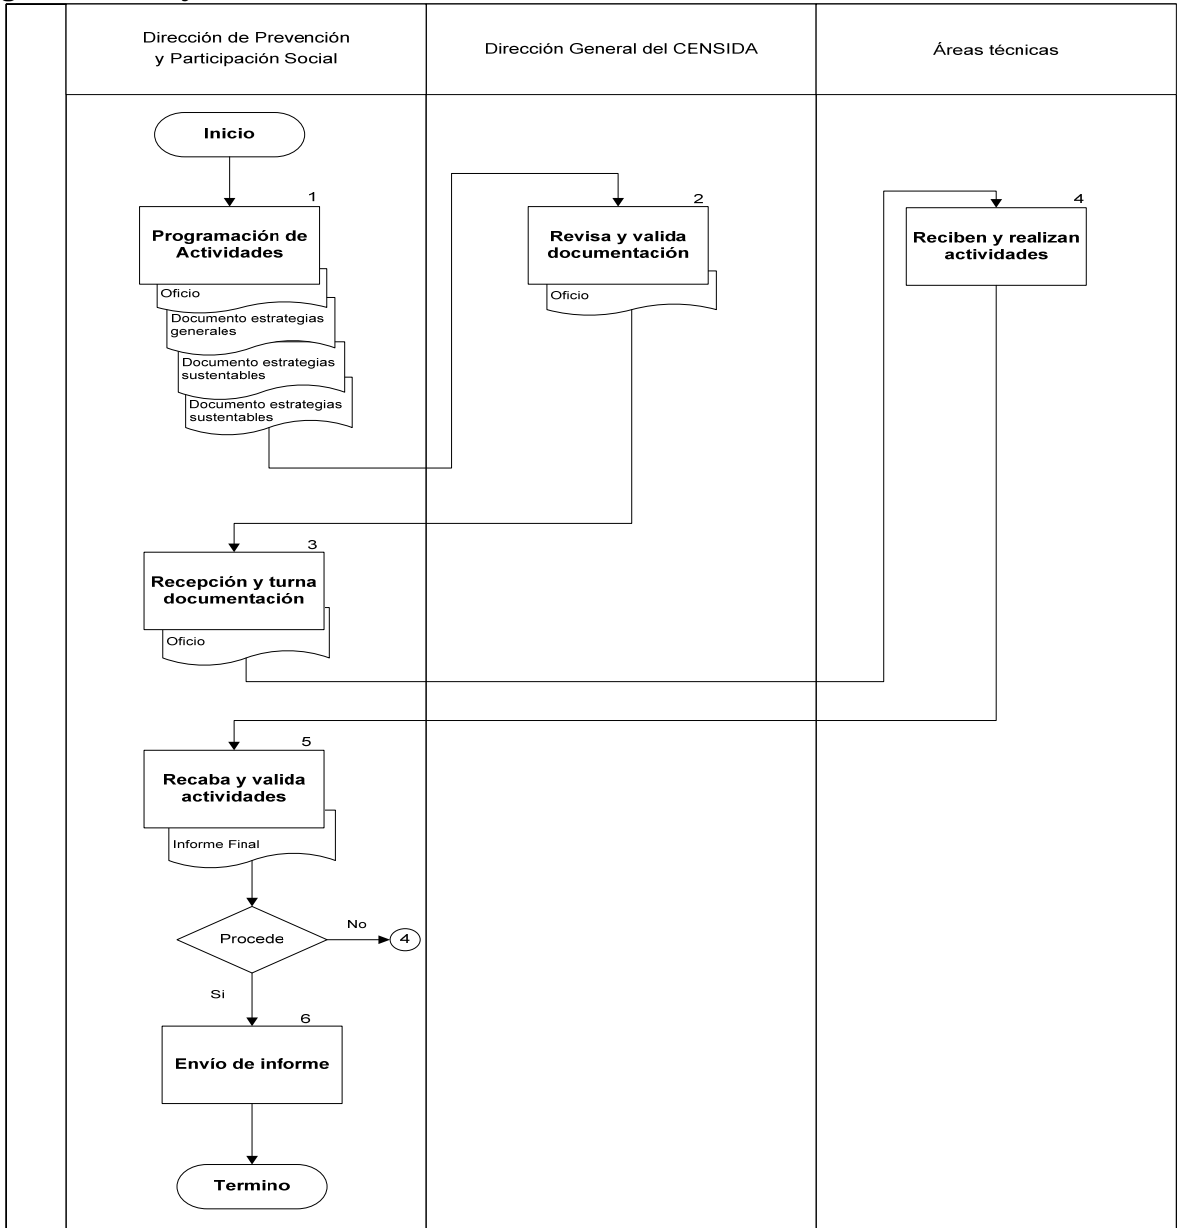 Dirección de Prevención
y Participación Social
Dirección General del CENSIDA
Áreas técnicas
Inicio
1
Programación de
Actividades
Oficio
Documento estrategias
generales
Documento estrategias
sustentables
Documento estrategias
sustentables
2
Revisa y valida
documentación
Oficio
4
Reciben y realizan
actividades
3
Recepción y turna
documentación
Oficio
5
Recaba y valida
actividades
Informe Final
Procede
No
4
Si
6
Envío de informe
Termino